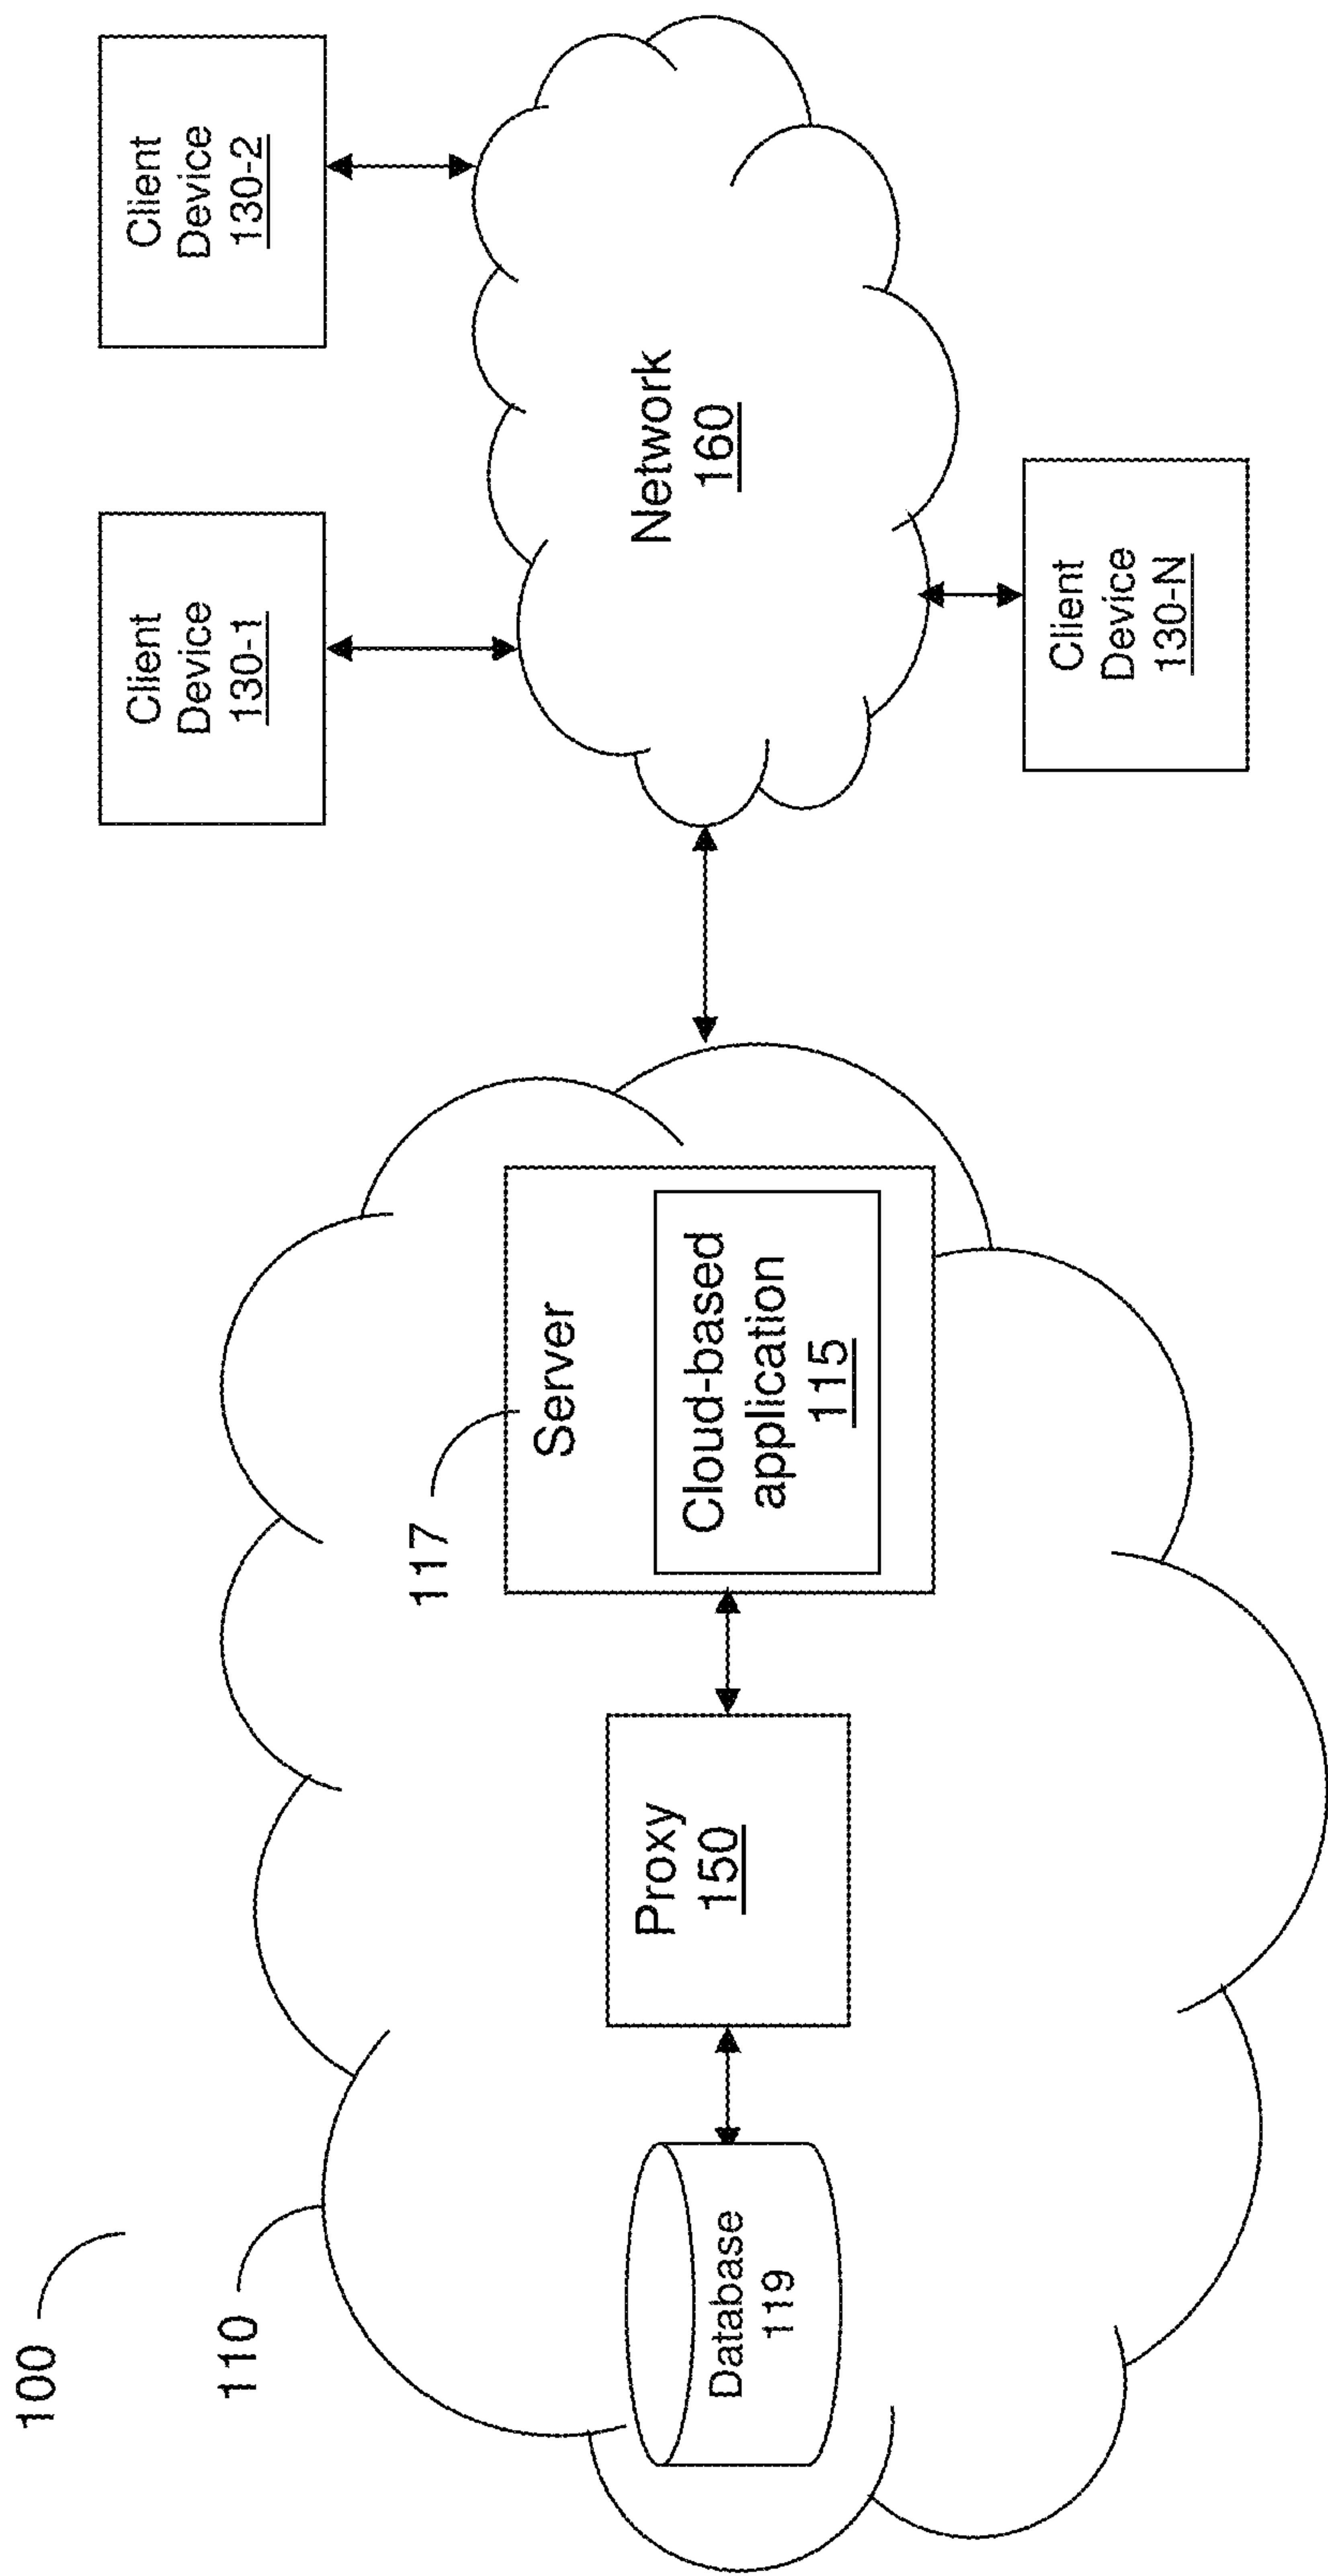 100
110
Database
119
Proxy
150
117
Server
Cloud-based
application
115
Client
Device
130-1
Client
Device
130-2
Network
160
Client
Device
130-N